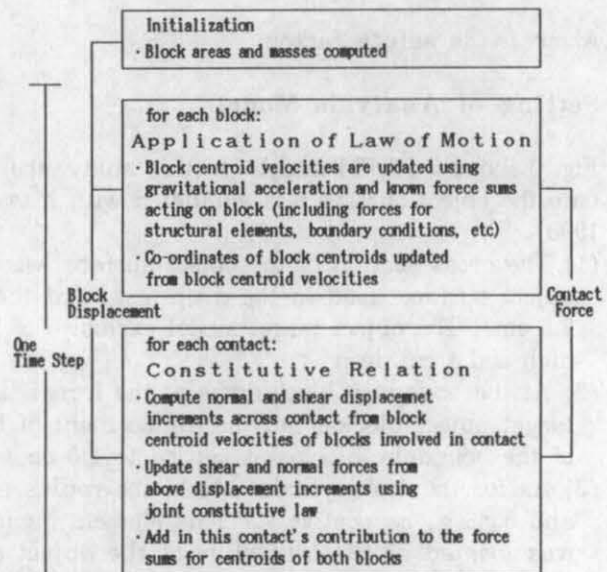 Initialization
· Block areas and masses computed
for each block:
Application of Law of Motion
· Block centroid velocities are updated using
gravitational acceleration and known forece sums
acting on block (including forces for
structural elements, boundary conditions, etc)
· Co-ordinates of block centroids updated
from block centroid velocities
Block
Displacement
Contact
Force
One
Time Step
for each contact:
Constitutive Relation
· Compute normal and shear displacemnet
increments across contact from block
centroid velocities of blocks involved in contact
· Update shear and normal forces from
above displacement increments using
joint constitutive law
· Add in this contact's contribution to the force
sums for centroids of both blocks